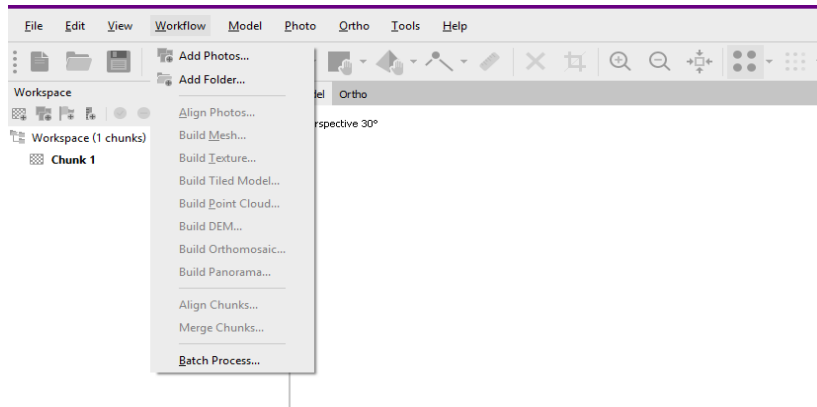 File Edit View Workflow Model Photo Ortho Tools Help
Add Photos...
Add Folder...
Workspace
Ortho
Align Photos...
rspective 30°
Workspace (1 chunks)
Build Mesh...
Chunk 1
Build Texture...
Build Tiled Model...
Build Point Cloud...
Build DEM...
Build Orthomosaic...
Build Panorama...
Align Chunks...
Merge Chunks...
Batch Process...